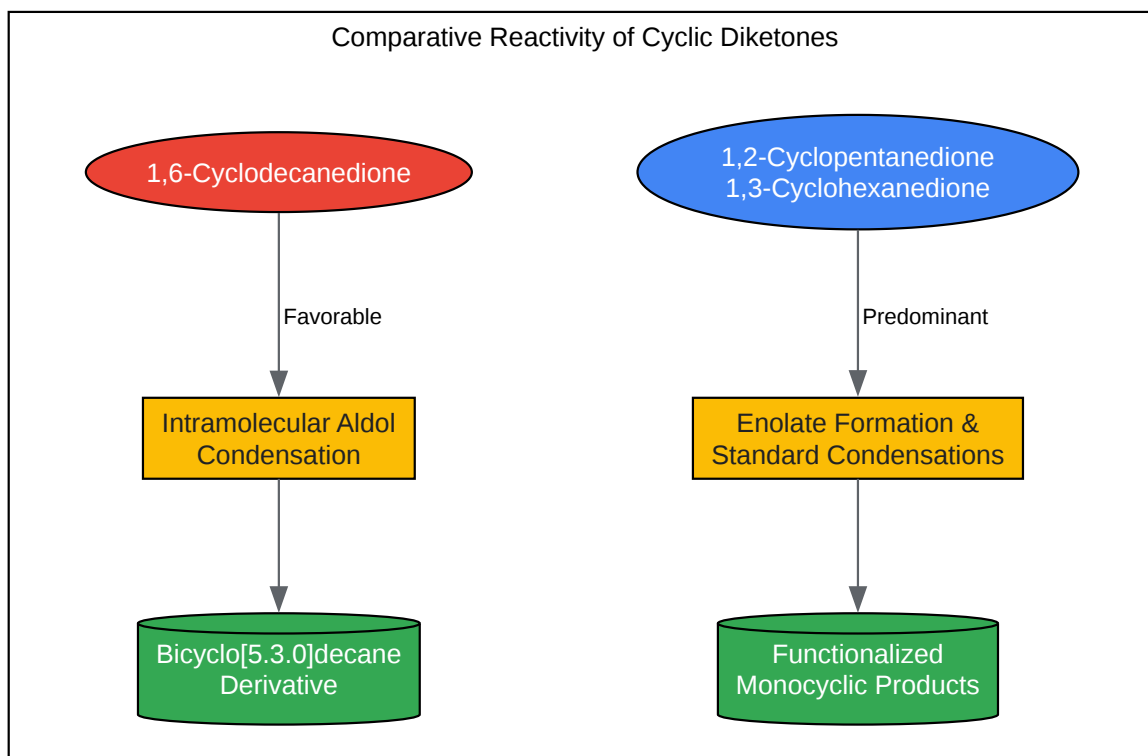 Comparative Reactivity of Cyclic Diketones
1,6-Cyclodecanedione
1,2-Cyclopentanedione
1,3-Cyclohexanedione
Favorable
Predominant
Intramolecular Aldol
Condensation
Enolate Formation &
Standard Condensations
Bicyclo[5.3.0]decane
Derivative
Functionalized
Monocyclic Products